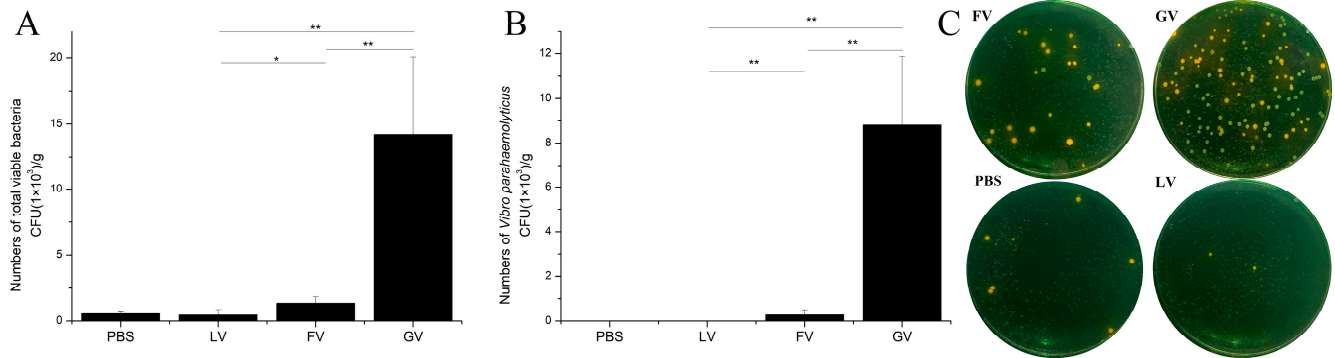 A
Numbers of total viable bacteria
CFU(1×10³)/g
20
15
10
5
0
**
**
*
PBS LV FV GV
B
Numbers of Vibro parahaemolyticus
CFU(1×10³)/g
12
10
8
6
4
2
0
**
**
**
PBS LV FV GV
C
FV GV
PBS LV